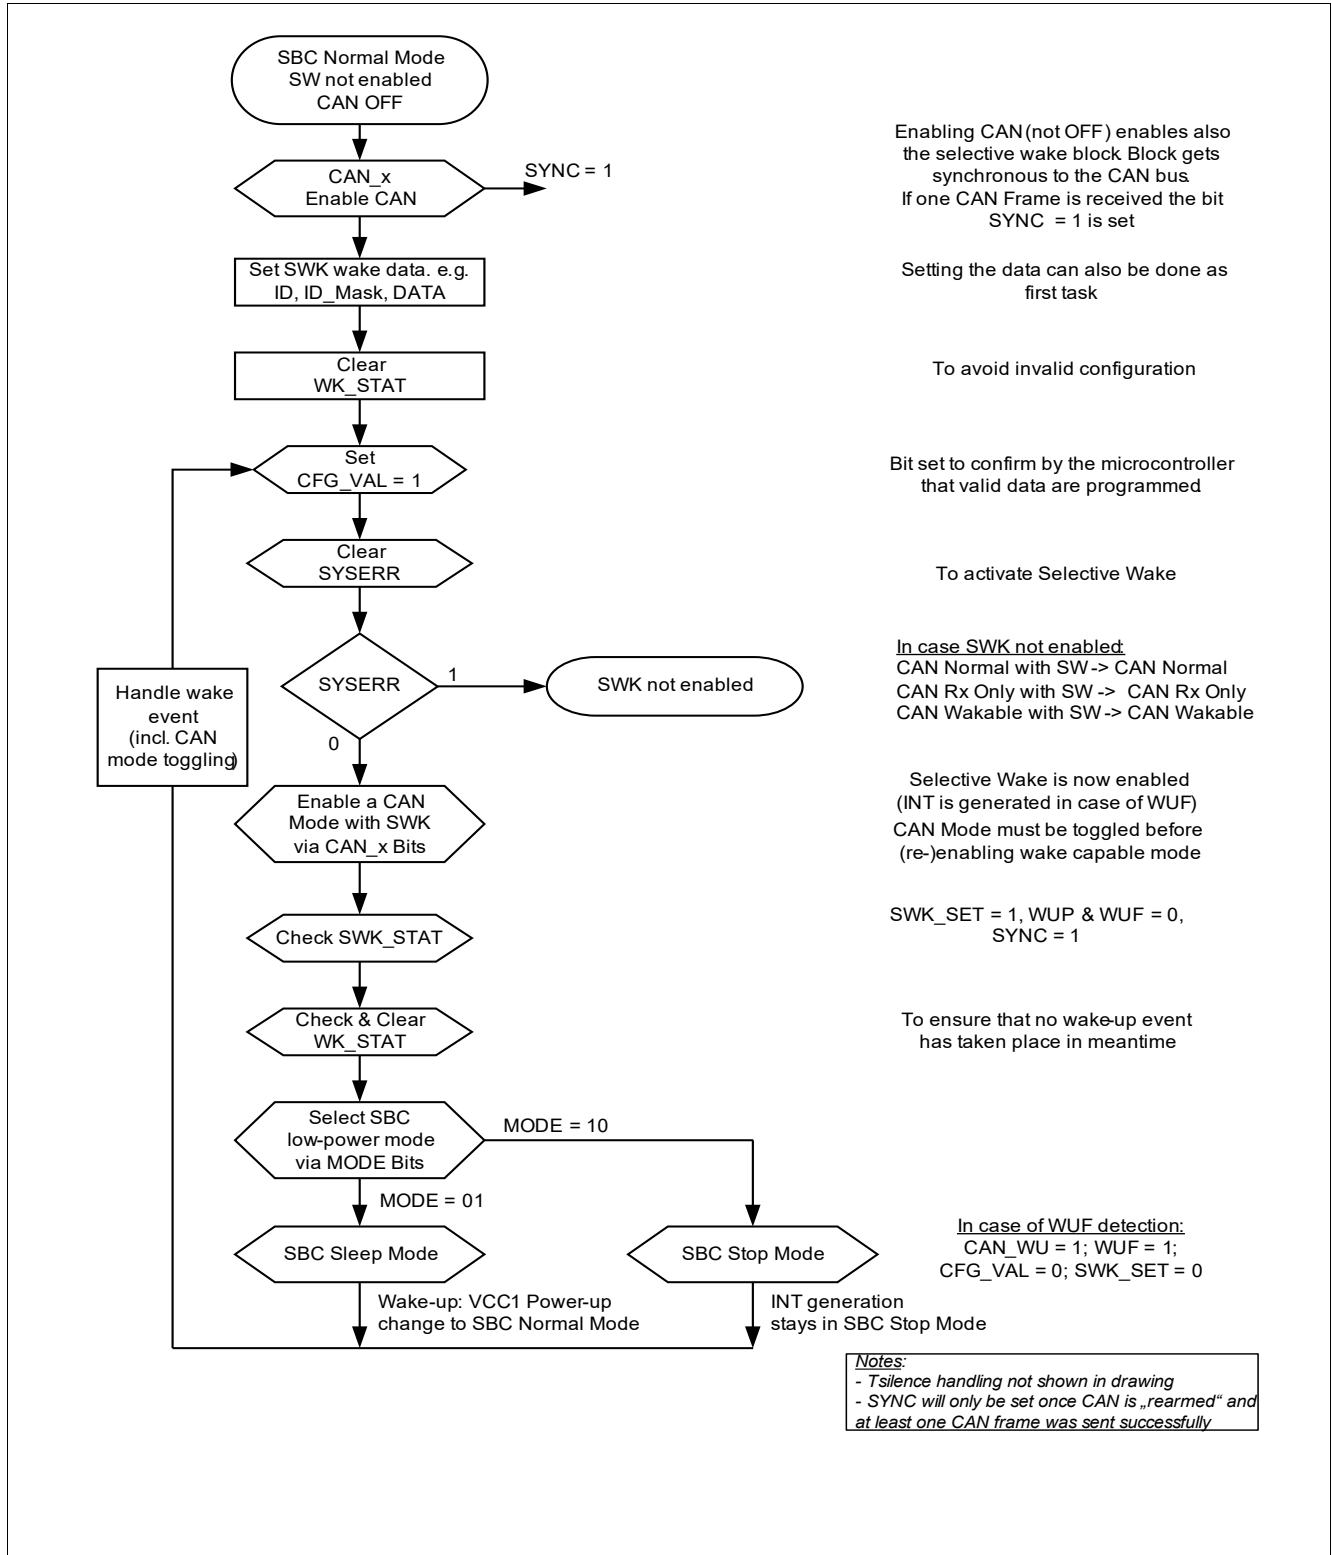 SBC Normal Mode
SW not enabled
CAN OFF
Enabling CAN (not OFF) enables also
the selective wake block. Block gets
synchronous to the CAN bus.
If one CAN Frame is received the bit
SYNC = 1 is set
CAN_x
Enable CAN
SYNC = 1
Set SWK wake data. e.g.
ID, ID_Mask, DATA
Setting the data can also be done as
first task
Clear
WK_STAT
To avoid invalid configuration
Set
CFG_VAL = 1
Bit set to confirm by the microcontroller
that valid data are programmed.
Clear
SYSERR
To activate Selective Wake
SYSERR
1
0
SWK not enabled
In case SWK not enabled:
CAN Normal with SW -> CAN Normal
CAN Rx Only with SW -> CAN Rx Only
CAN Wakable with SW -> CAN Wakable
Handle wake
event
(incl. CAN
mode toggling)
Enable a CAN
Mode with SWK
via CAN_x Bits
Selective Wake is now enabled
(INT is generated in case of WUF)
CAN Mode must be toggled before
(re-)enabling wake capable mode
Check SWK_STAT
SWK_SET = 1, WUP & WUF = 0,
SYNC = 1
Check & Clear
WK_STAT
To ensure that no wake-up event
has taken place in meantime
Select SBC
low-power mode
via MODE Bits
MODE = 10
MODE = 01
SBC Sleep Mode
SBC Stop Mode
In case of WUF detection:
CAN_WU = 1; WUF = 1;
CFG_VAL = 0; SWK_SET = 0
Wake-up: VCC1 Power-up
change to SBC Normal Mode
INT generation
stays in SBC Stop Mode
Notes:
- Tsilence handling not shown in drawing
- SYNC will only be set once CAN is „rearmed“ and
at least one CAN frame was sent successfully